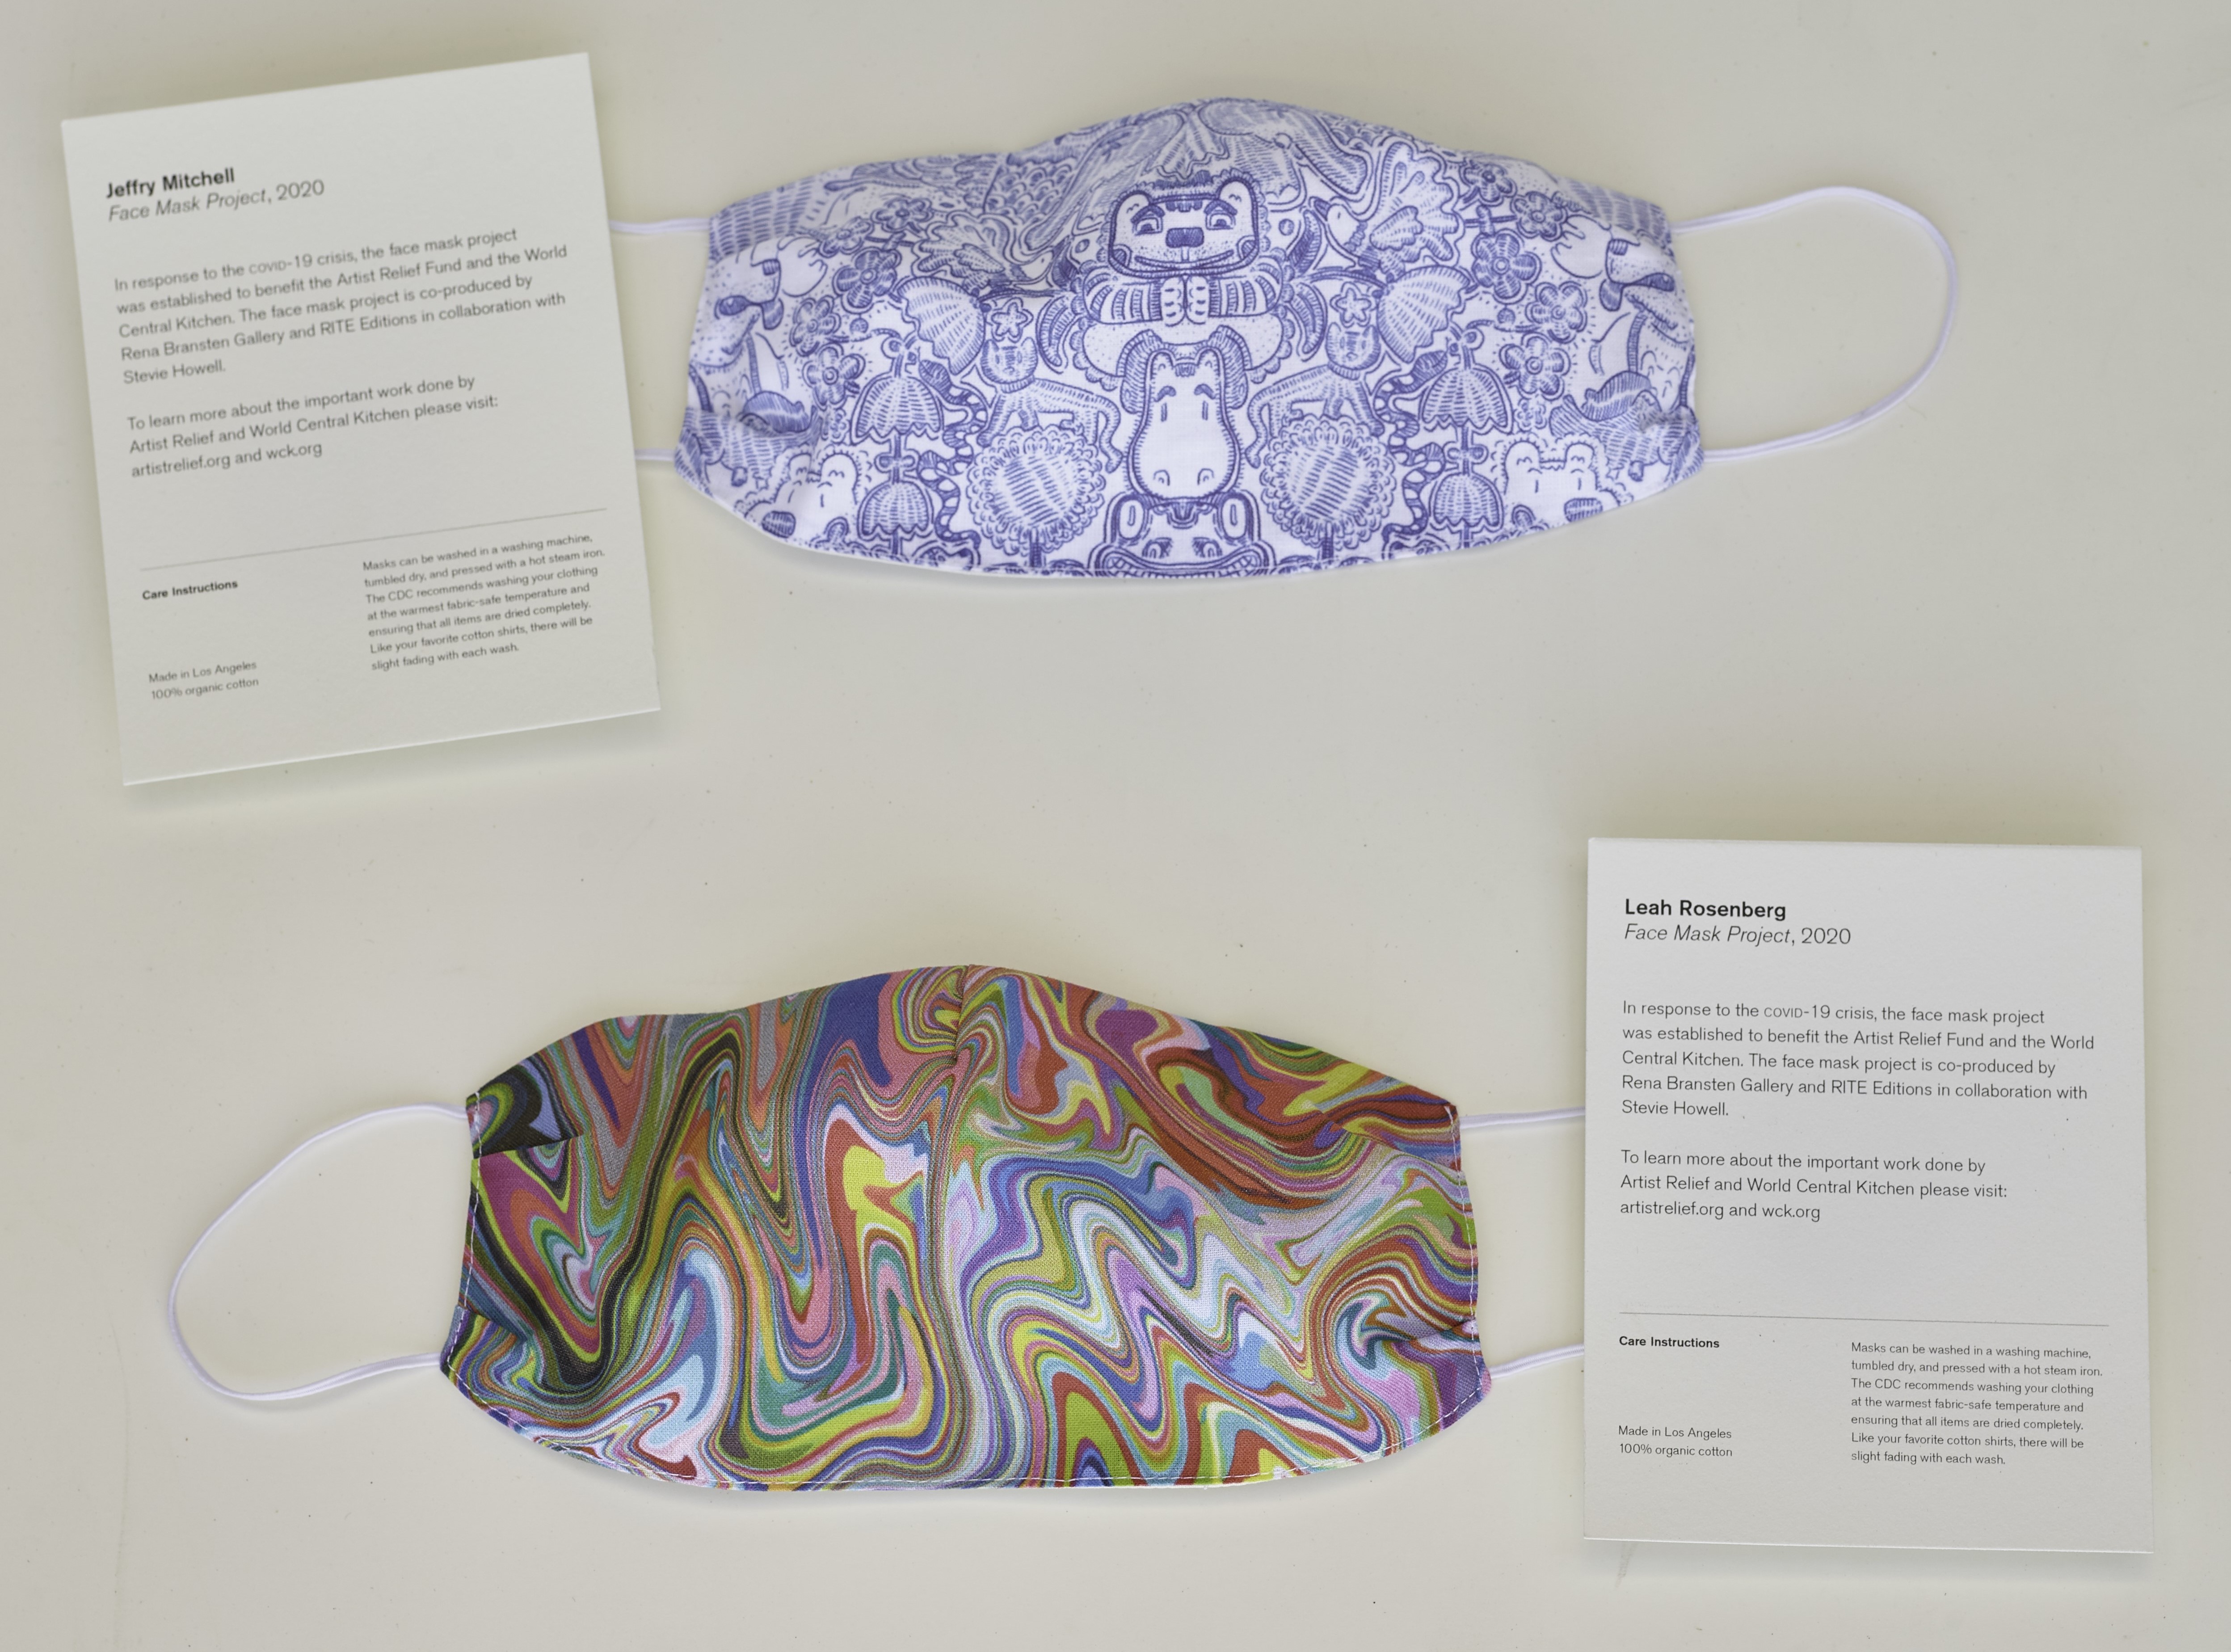 Jeffry Mitchell
Face Mask Project, 2020
In response to the COVID-19 crisis, the face mask project
was established to benefit the Artist Relief Fund and the World
Central Kitchen. The face mask project is co-produced by
Rena Bransten Gallery and RITE Editions in collaboration with
Stevie Howell.
To learn more about the important work done by
Artist Relief and World Central Kitchen please visit:
artistrelief.org and wck.org
Care Instructions
Made in Los Angeles
100% organic cotton
Masks can be washed in a washing machine,
tumbled dry, and pressed with a hot steam iron.
The CDC recommends washing your clothing
at the warmest fabric-safe temperature and
ensuring that all items are dried completely.
Like your favorite cotton shirts, there will be
slight fading with each wash.
Leah Rosenberg
Face Mask Project, 2020
In response to the COVID-19 crisis, the face mask project
was established to benefit the Artist Relief Fund and the World
Central Kitchen. The face mask project is co-produced by
Rena Bransten Gallery and RITE Editions in collaboration with
Stevie Howell.
To learn more about the important work done by
Artist Relief and World Central Kitchen please visit:
artistrelief.org and wck.org
Care Instructions
Made in Los Angeles
100% organic cotton
Masks can be washed in a washing machine,
tumbled dry, and pressed with a hot steam iron.
The CDC recommends washing your clothing
at the warmest fabric-safe temperature and
ensuring that all items are dried completely.
Like your favorite cotton shirts, there will be
slight fading with each wash.